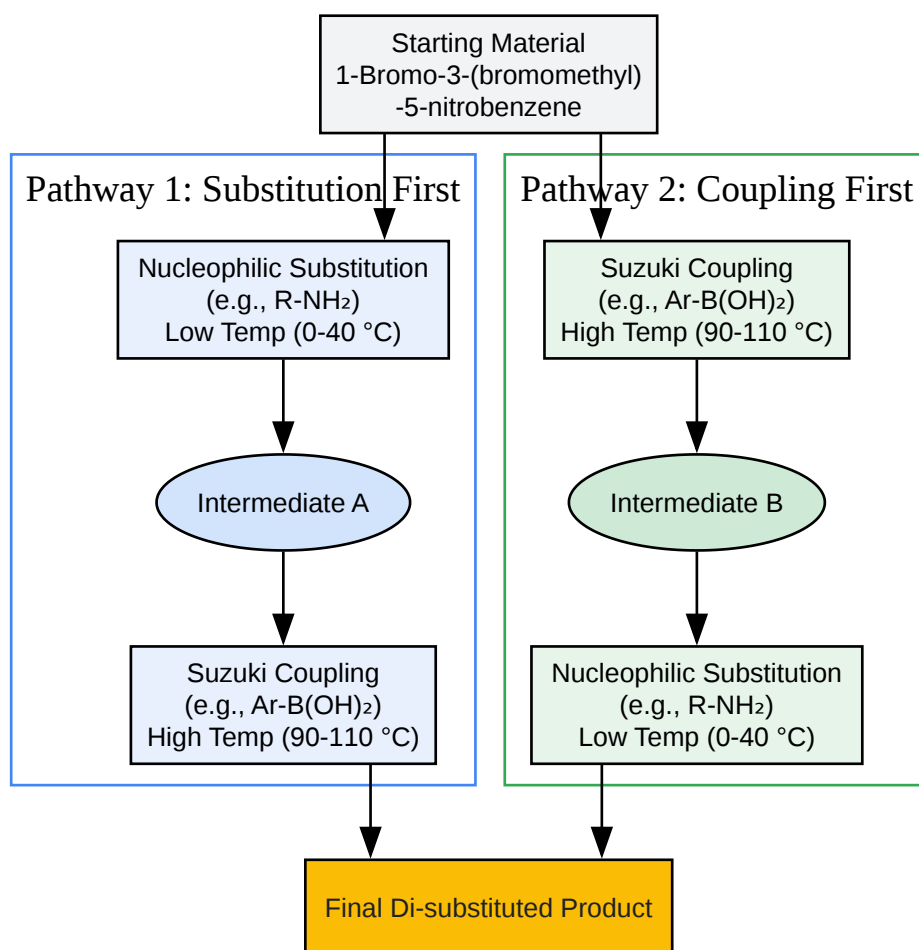 Starting Material
1-Bromo-3-(bromomethyl)
-5-nitrobenzene
Pathway 1: Substitution First
Nucleophilic Substitution
(e.g., R-NH₂)
Low Temp (0-40 °C)
Intermediate A
Suzuki Coupling
(e.g., Ar-B(OH)₂)
High Temp (90-110 °C)
Pathway 2: Coupling First
Suzuki Coupling
(e.g., Ar-B(OH)₂)
High Temp (90-110 °C)
Intermediate B
Nucleophilic Substitution
(e.g., R-NH₂)
Low Temp (0-40 °C)
Final Di-substituted Product